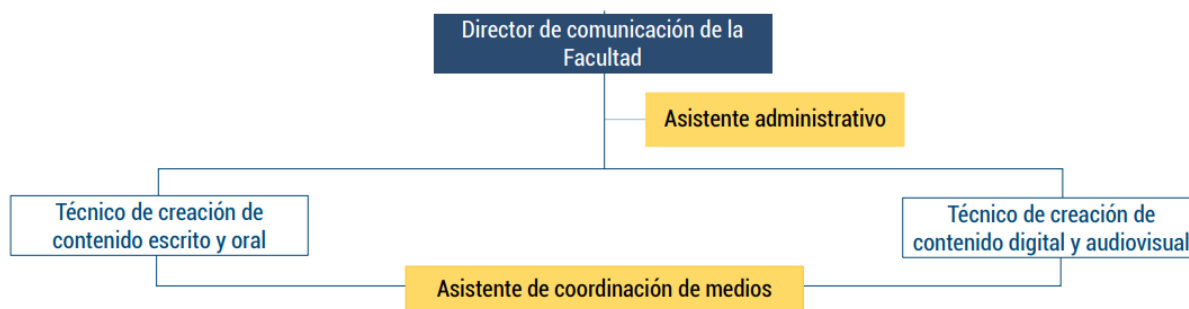 Director de comunicación de la
Facultad
Asistente administrativo
Técnico de creación de
contenido escrito y oral
Técnico de creación de
contenido digital y audiovisual
Asistente de coordinación de medios